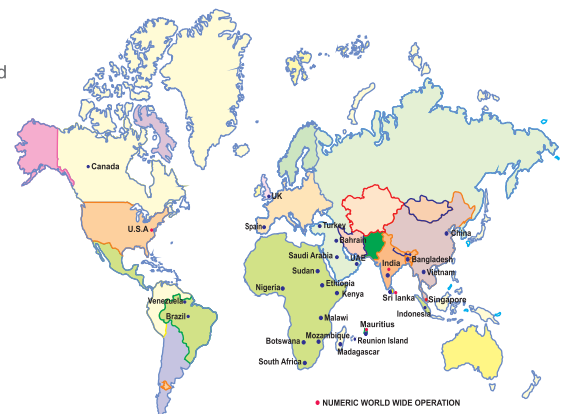 d
Canada
UK
U.S.A
Spain
Turkey
China
Bahrain
Saudi Arabia
UAE
India
Bangladesh
Sudan
Vietnam
Nigeria
Ethiopia
Kenya
Sri lanka
Singapore
Venezuela
Indonesia
Brazil
Malawi
Mauritius
Mozambique
Botswana
Reunion Island
Madagascar
South Africa
NUMERIC WORLD WIDE OPERATION